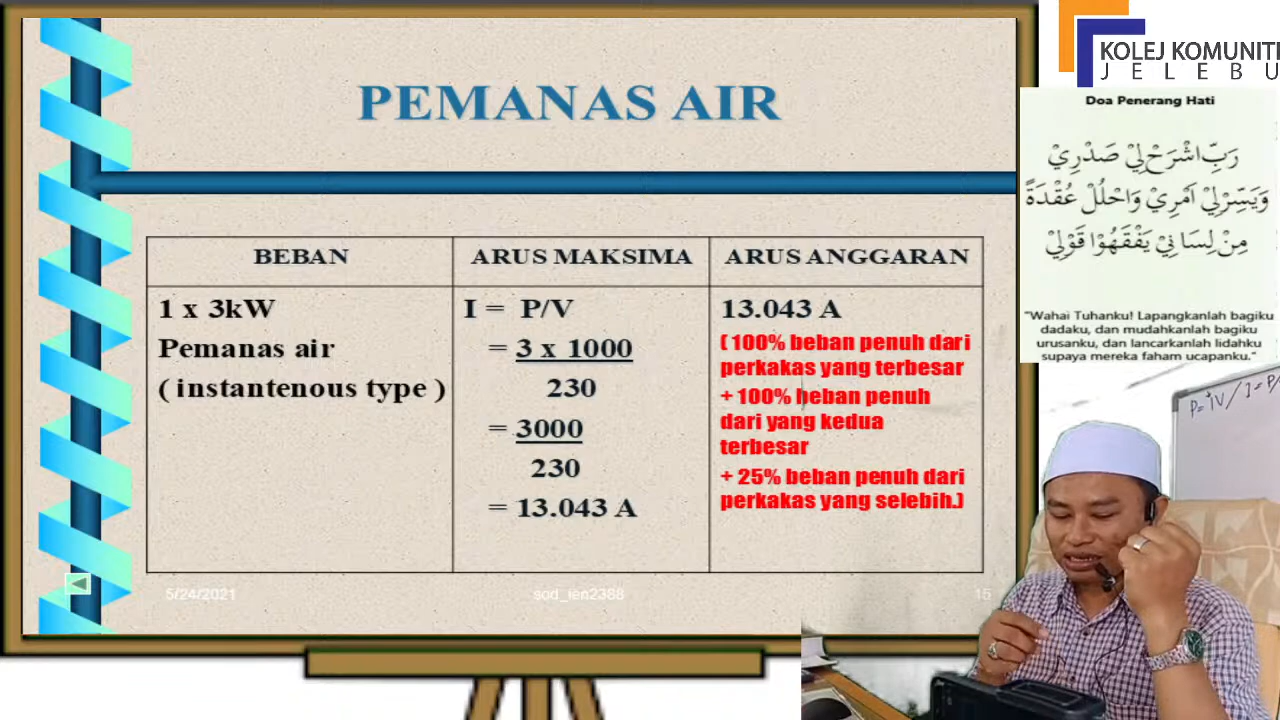 PEMANAS AIR
BEBAN
ARUS MAKSIMA
ARUS ANGGARAN
1 x 3kW
Pemanas air
( instantenous type )
I = P/V
= 3 x 1000
230
= 3000
230
= 13.043 A
13.043 A
( 100% beban penuh dari
perkakas yang terbesar
+ 100% beban penuh
dari yang kedua
terbesar
+ 25% beban penuh dari
perkakas yang selebih.)
5/24/2021
sod_ien2388
15
KOLEJ KOMUNITI
JELEBU
Doa Penerang Hati
رَبِّ اشْرَحْ لِيْ صَدْرِيْ
وَيَسِّرْ لِيْ اَمْرِيْ وَاحْلُلْ عُقْدَةً
مِنْ لِسَانِيْ يَفْقَهُوْا قَوْلِيْ
"Wahai Tuhanku! Lapangkanlah bagiku
dadaku, dan mudahkanlah bagiku
urusanku, dan lancarkanlah lidahku
supaya mereka faham ucapanku."
P=IV / I=P/